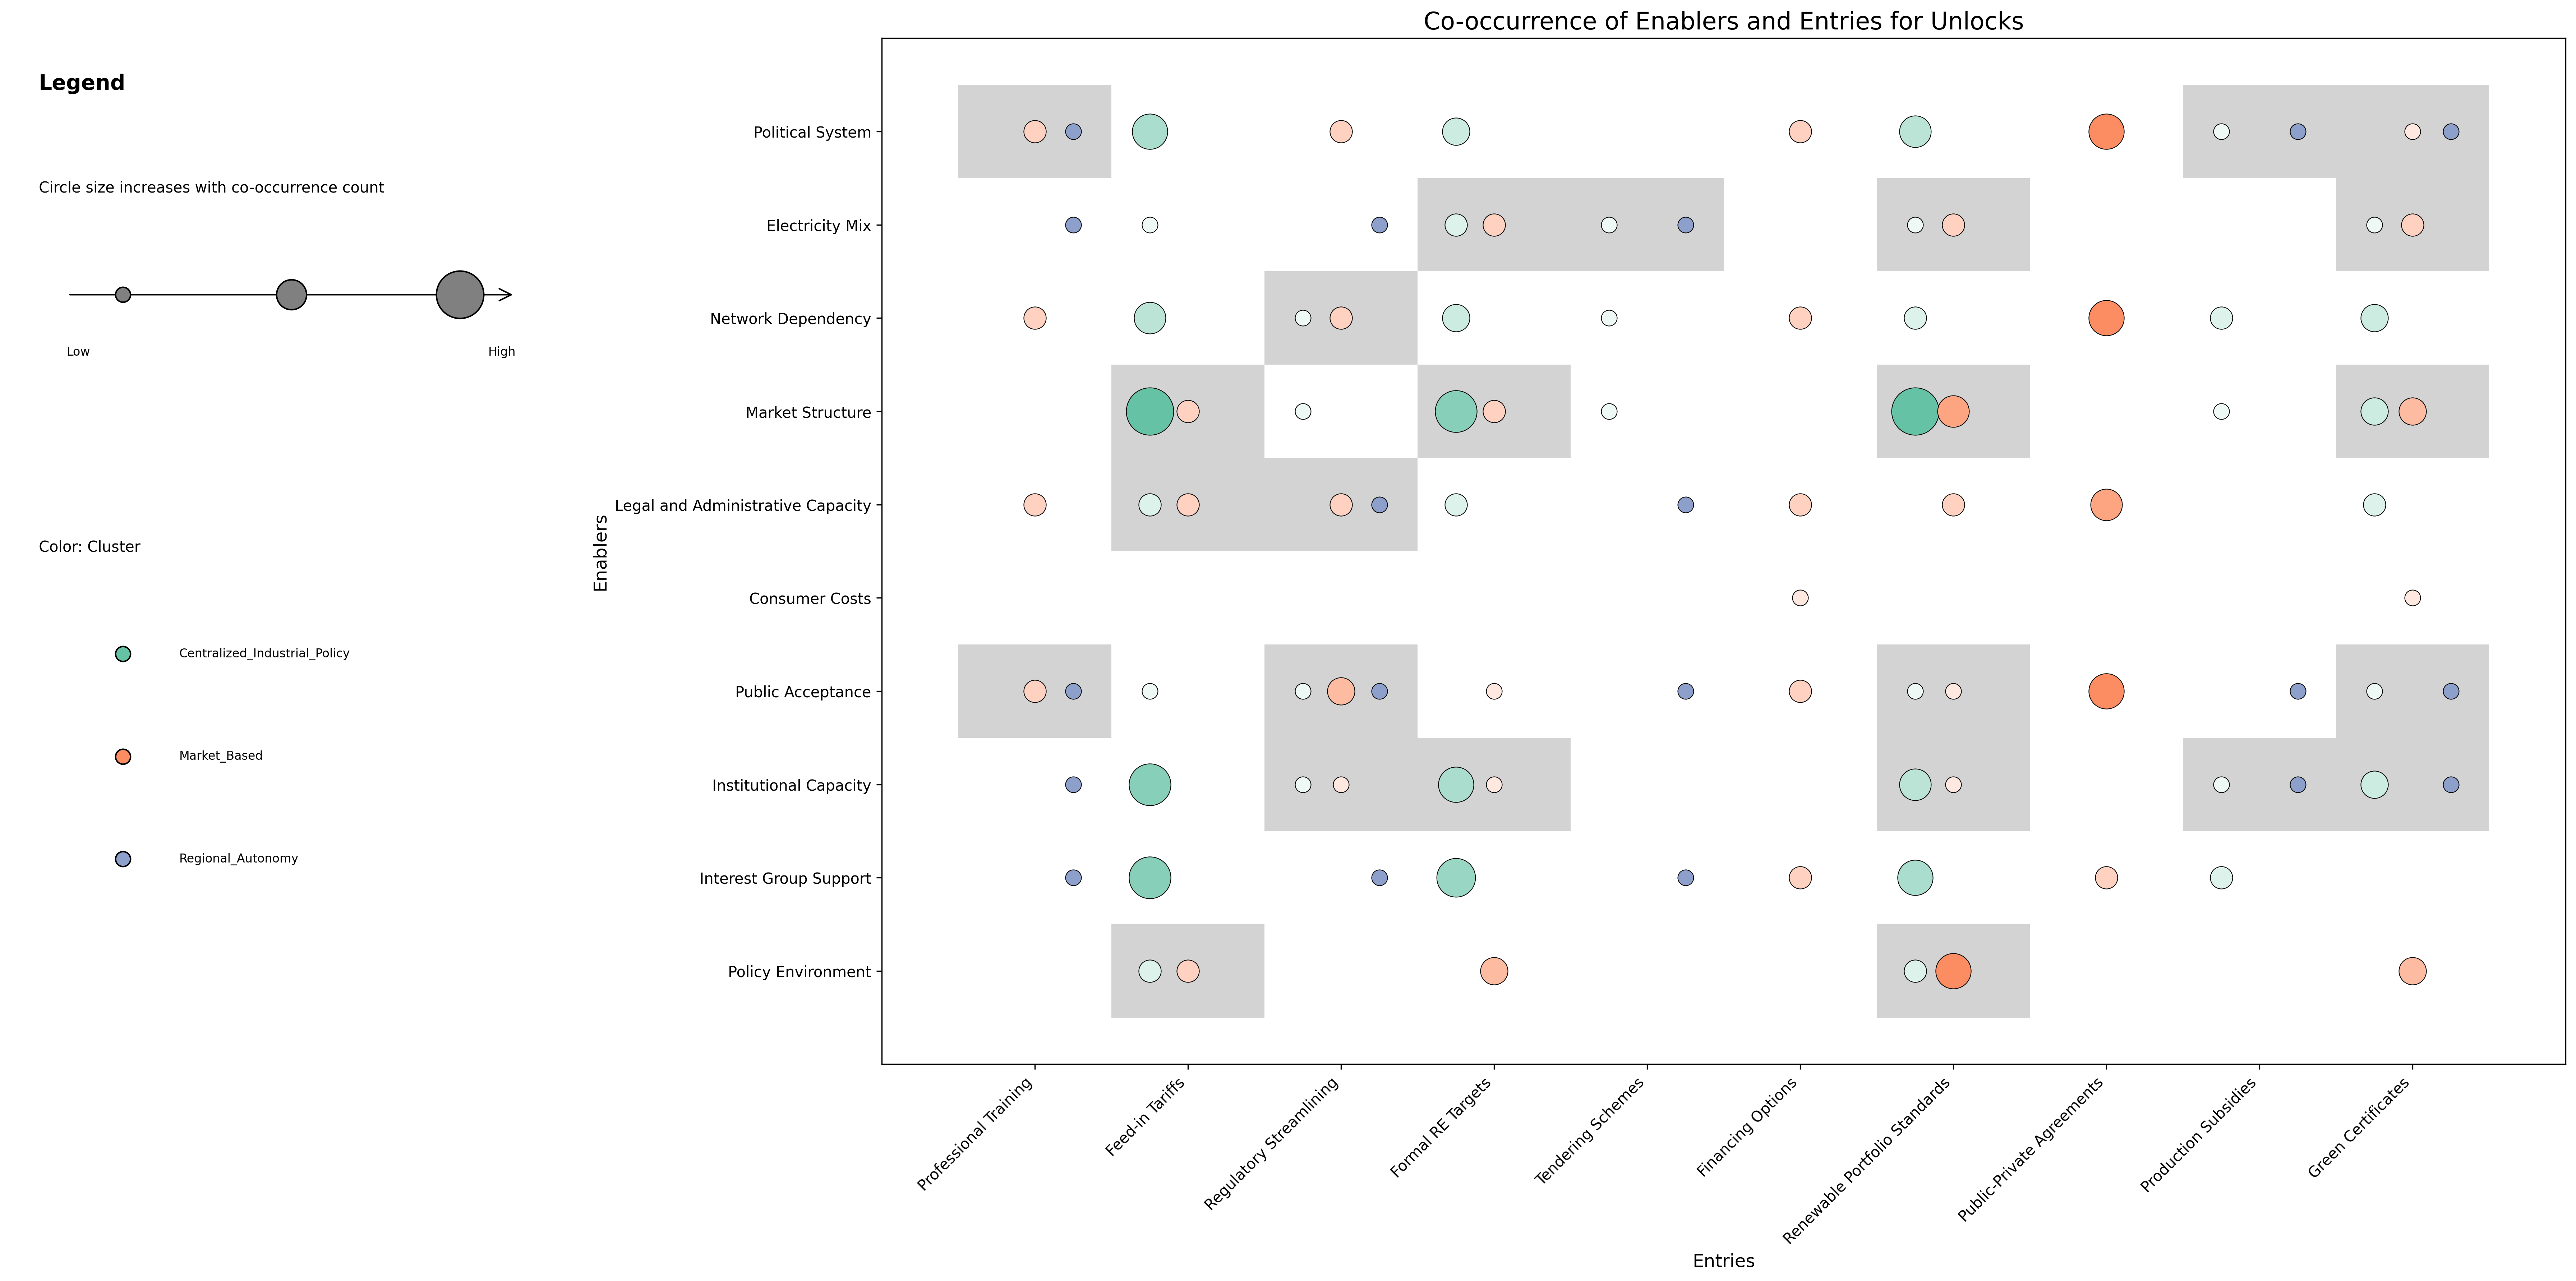 Co-occurrence of Enablers and Entries for Unlocks
Legend
Circle size increases with co-occurrence count
Low
High
Color: Cluster
Centralized_Industrial_Policy
Market_Based
Regional_Autonomy
Enablers
Political System
Electricity Mix
Network Dependency
Market Structure
Legal and Administrative Capacity
Consumer Costs
Public Acceptance
Institutional Capacity
Interest Group Support
Policy Environment
Professional Training
Feed-in Tariffs
Regulatory Streamlining
Formal RE Targets
Tendering Schemes
Financing Options
Renewable Portfolio Standards
Public-Private Agreements
Production Subsidies
Green Certificates
Entries